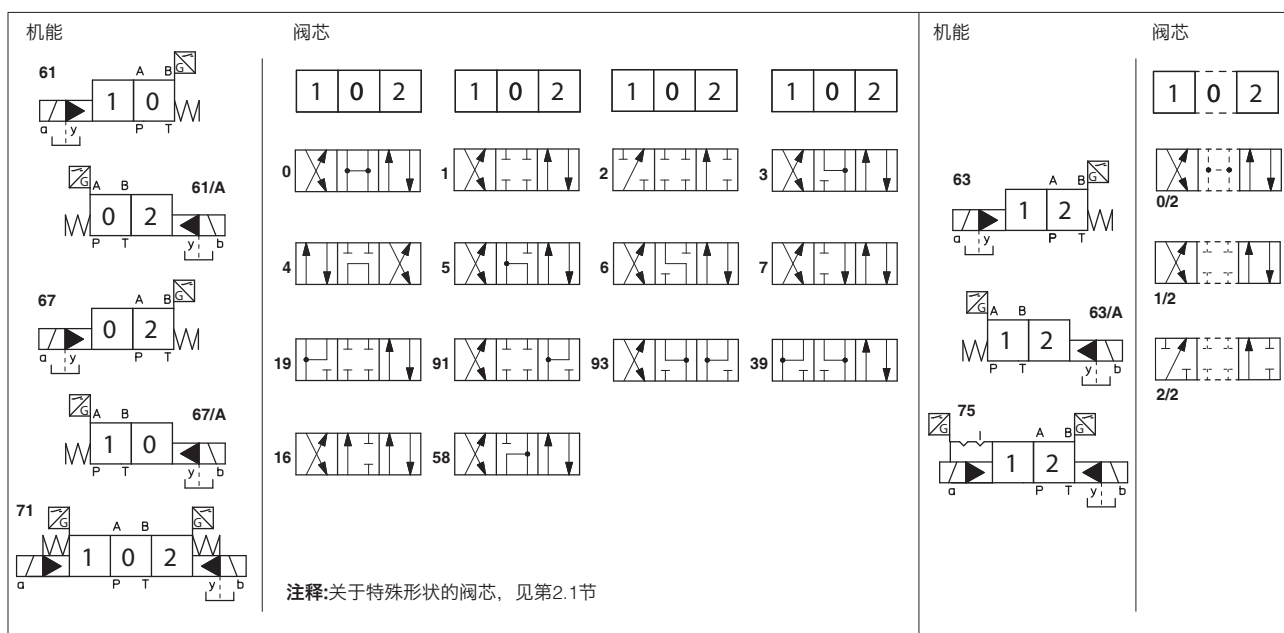 机能
阀芯
机能
阀芯
61
A B
G
1 0
a y
P T
G
A B
61/A
0 2
P T
y b
67
A B
G
0 2
a y
P T
G
A B
67/A
1 0
P T
y b
71
G
A B
G
1 0 2
a
P T
y b
1 0 2
1 0 2
1 0 2
1 0 2
0
1
2
3
4
5
6
7
19
91
93
39
16
58
注释:关于特殊形状的阀芯，见第2.1节
63
A B
G
1 2
a y
P T
G
A B
63/A
1 2
P T
y b
75
G
A B
G
1 2
a
P T
y b
1 0 2
0/2
1/2
2/2